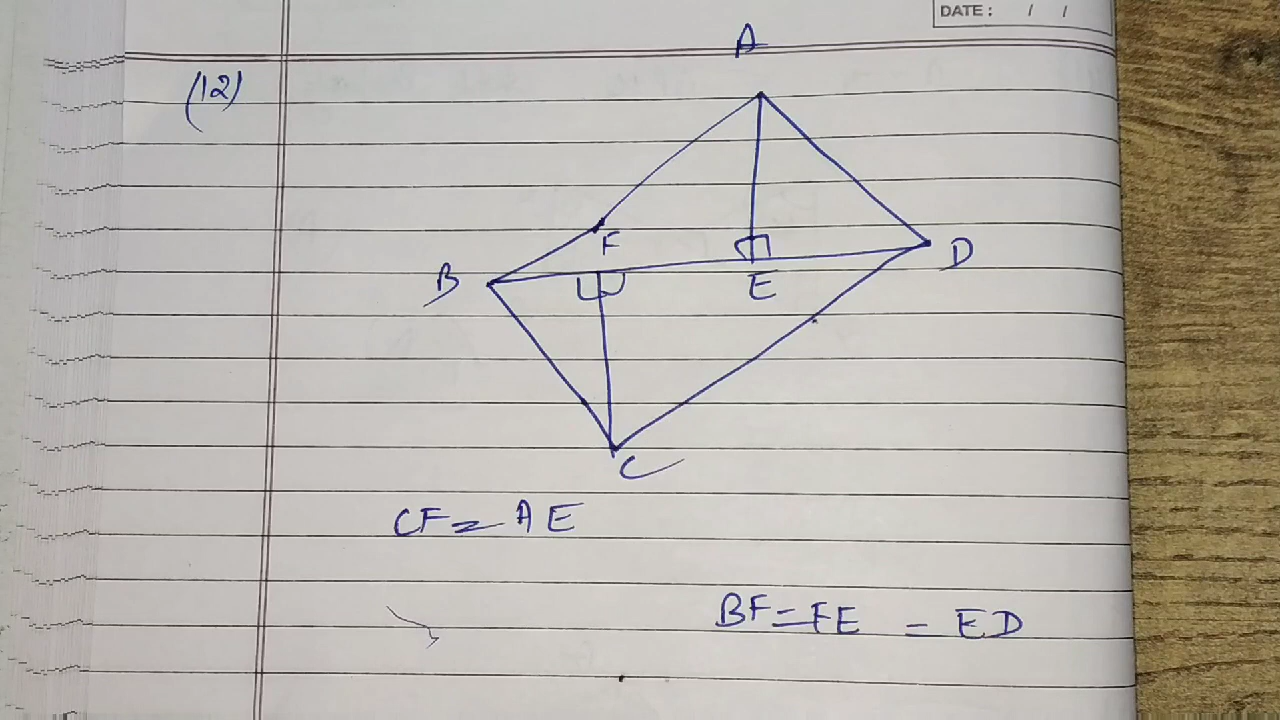 DATE: / /
(12)
A
F
B
D
E
C
CF = AE
BF = FE = ED